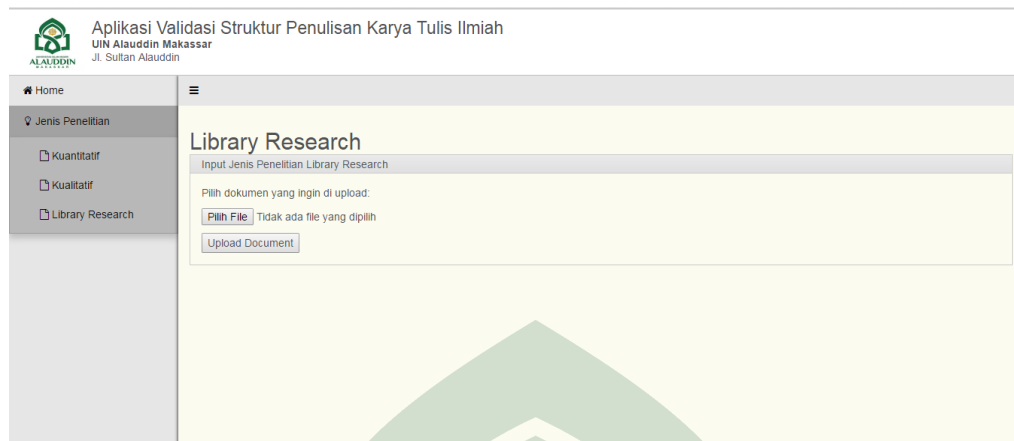 Aplikasi Validasi Struktur Penulisan Karya Tulis Ilmiah
UIN Alauddin Makassar
Jl. Sultan Alauddin
ALAUDDIN
Home
Jenis Penelitian
Kuantitatif
Kualitatif
Library Research
Library Research
Input Jenis Penelitian Library Research
Pilih dokumen yang ingin di upload:
Pilih File Tidak ada file yang dipilih
Upload Document